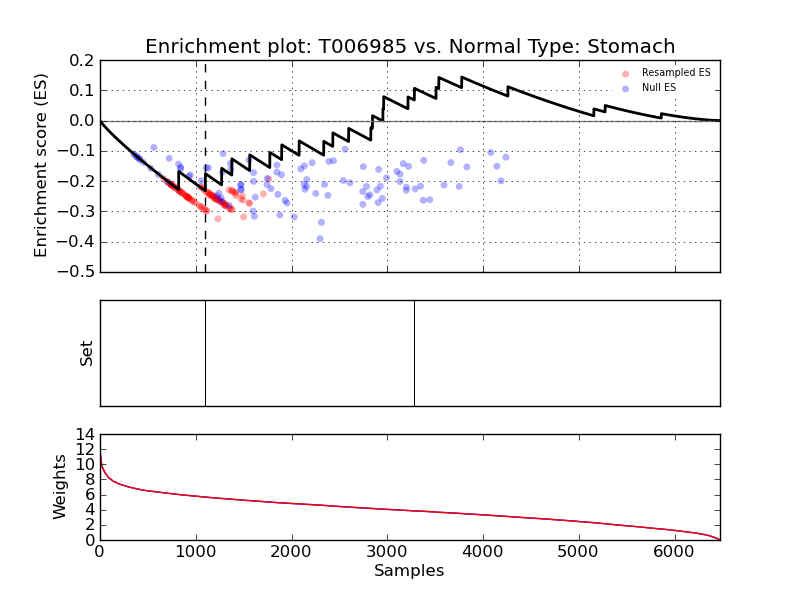 Enrichment plot: T006985 vs. Normal Type: Stomach
Enrichment score (ES)
0.2
0.1
0.0
−0.1
−0.2
−0.3
−0.4
−0.5
Resampled ES
Null ES
Set
Weights
14
12
10
8
6
4
2
0
0 1000 2000 3000 4000 5000 6000
Samples